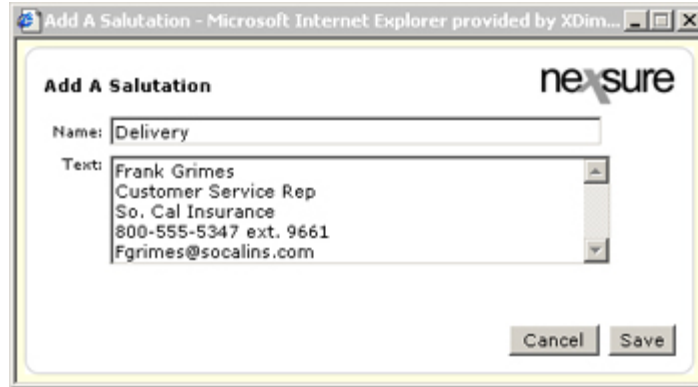 Add A Salutation - Microsoft Internet Explorer provided by XDim...
Add A Salutation
nexsure
Name: Delivery
Text: Frank Grimes
Customer Service Rep
So. Cal Insurance
800-555-5347 ext. 9661
Fgrimes@socalins.com
Cancel Save